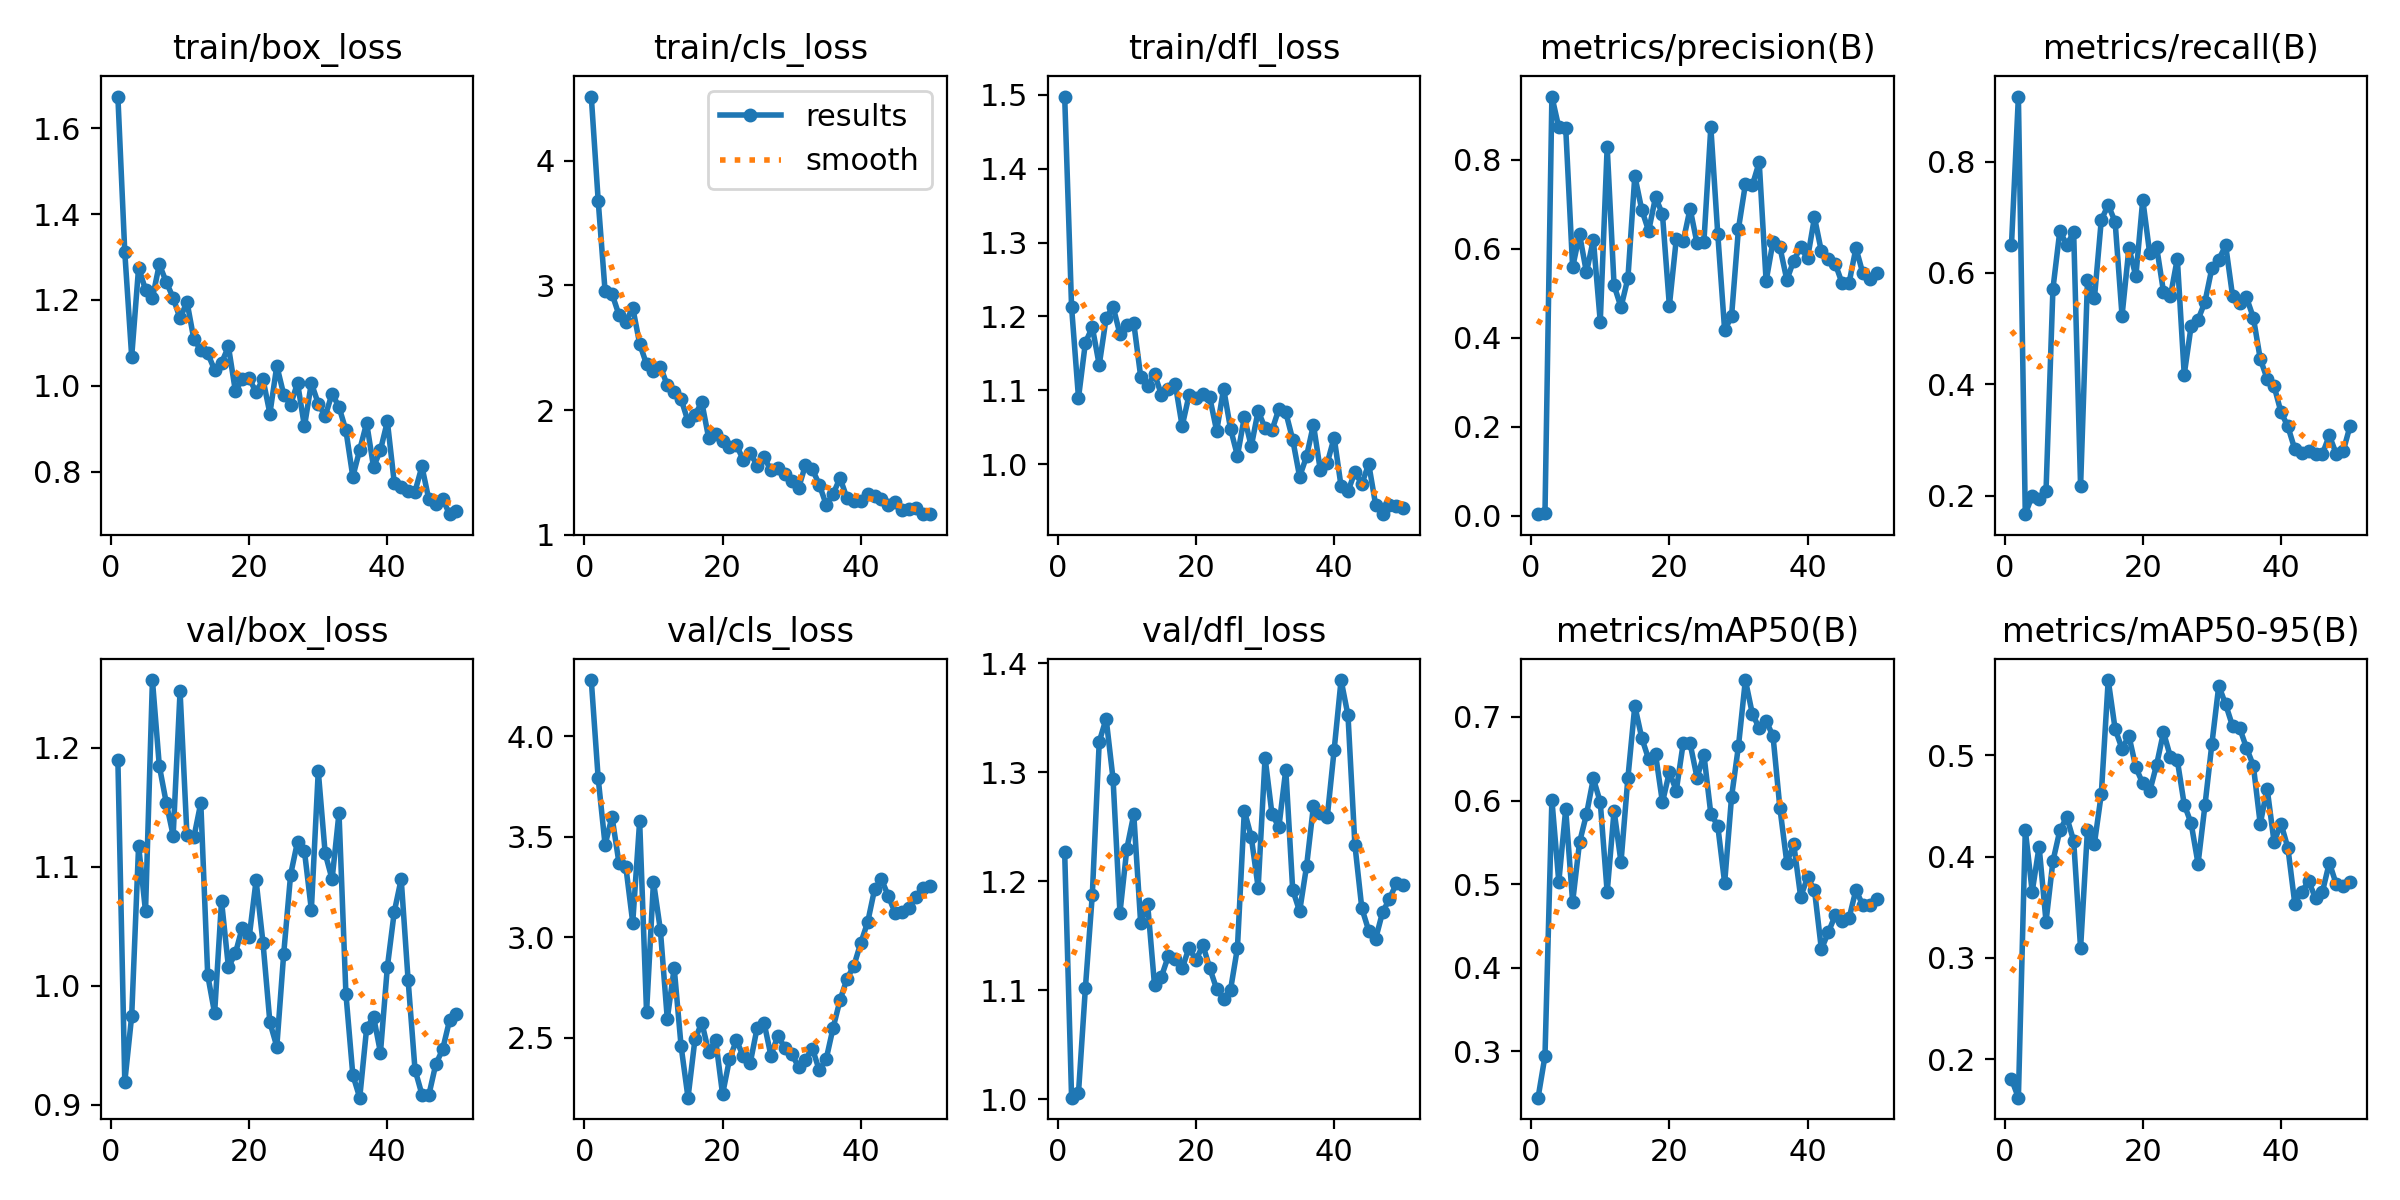 train/box_loss
train/cls_loss
train/dfl_loss
metrics/precision(B)
metrics/recall(B)
results
smooth
1.6
1.4
1.2
1.0
0.8
0 20 40
4
3
2
1
0 20 40
1.5
1.4
1.3
1.2
1.1
1.0
0 20 40
0.8
0.6
0.4
0.2
0.0
0 20 40
0.8
0.6
0.4
0.2
0 20 40
val/box_loss
val/cls_loss
val/dfl_loss
metrics/mAP50(B)
metrics/mAP50-95(B)
1.2
1.1
1.0
0.9
0 20 40
4.0
3.5
3.0
2.5
0 20 40
1.4
1.3
1.2
1.1
1.0
0 20 40
0.7
0.6
0.5
0.4
0.3
0 20 40
0.5
0.4
0.3
0.2
0 20 40